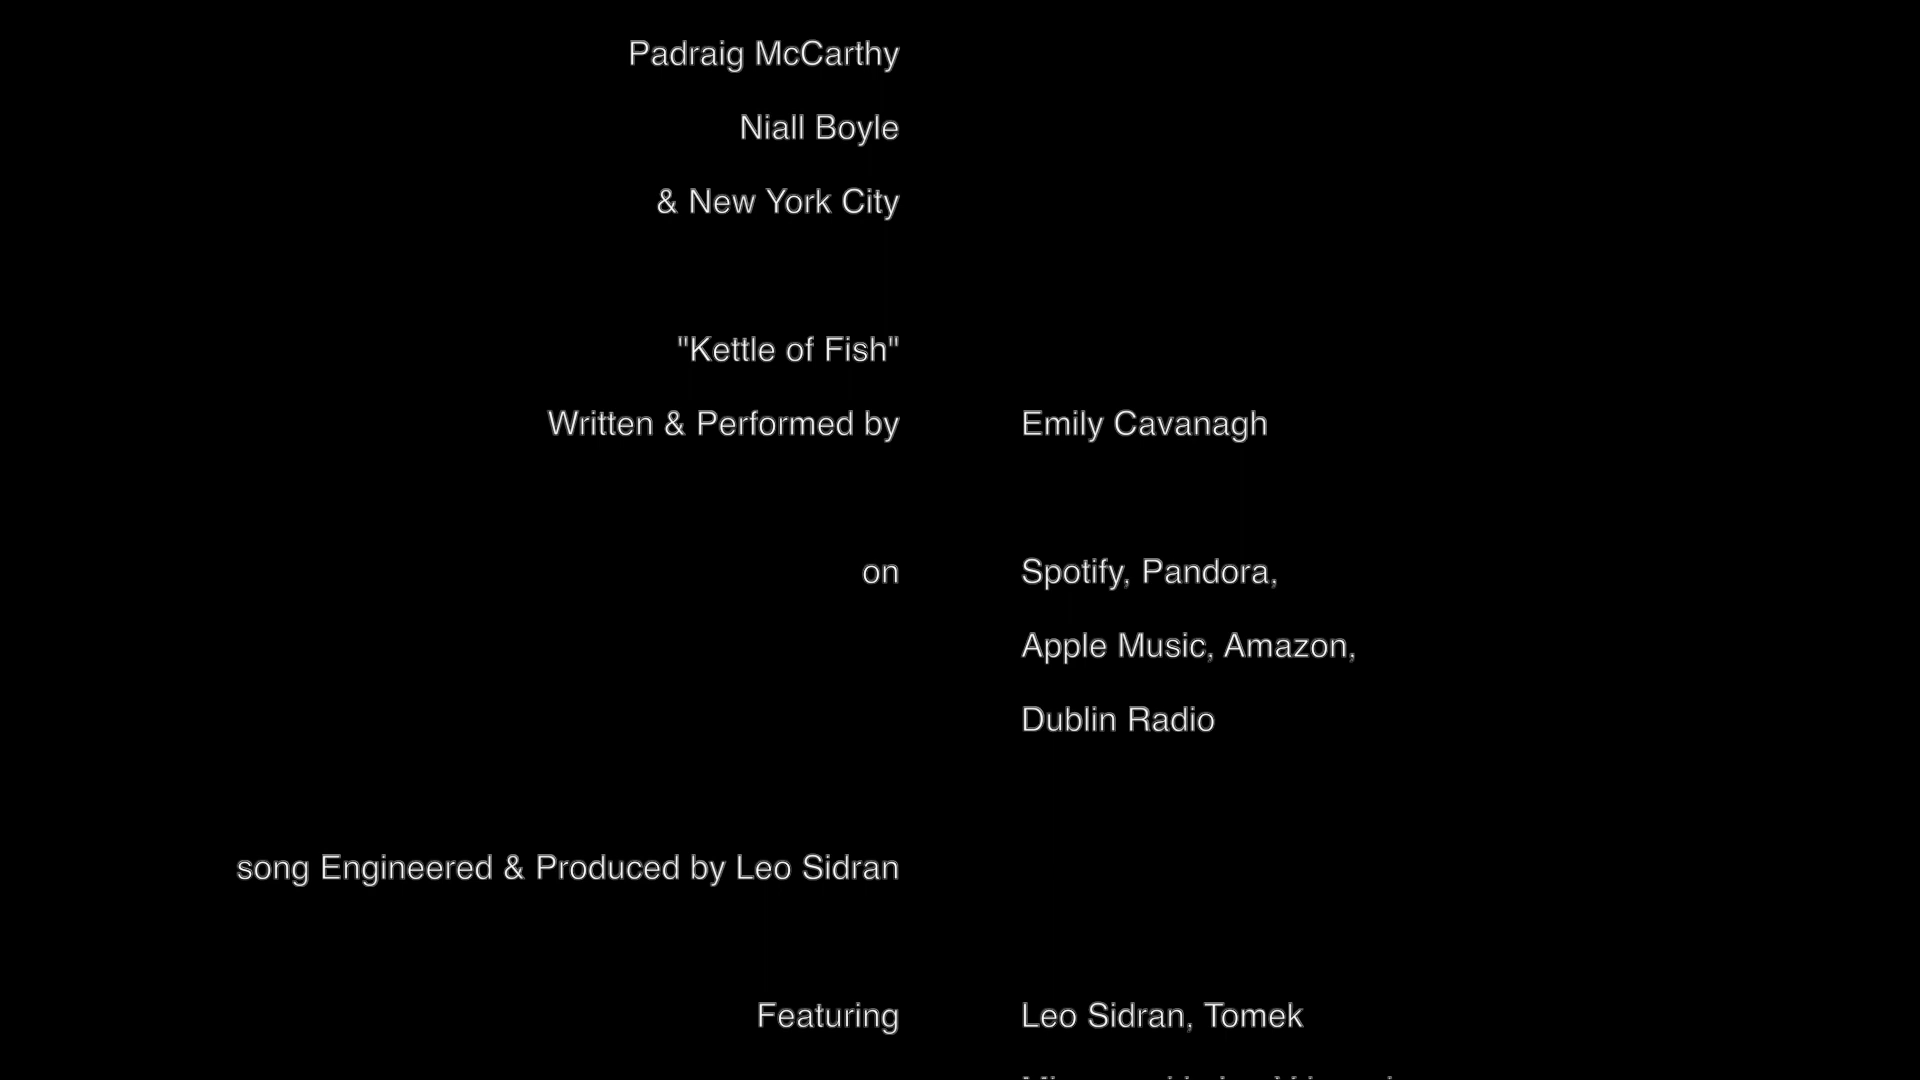 Padraig McCarthy
Niall Boyle
& New York City
"Kettle of Fish"
Written & Performed by Emily Cavanagh
on Spotify, Pandora,
Apple Music, Amazon,
Dublin Radio
song Engineered & Produced by Leo Sidran
Featuring Leo Sidran, Tomek